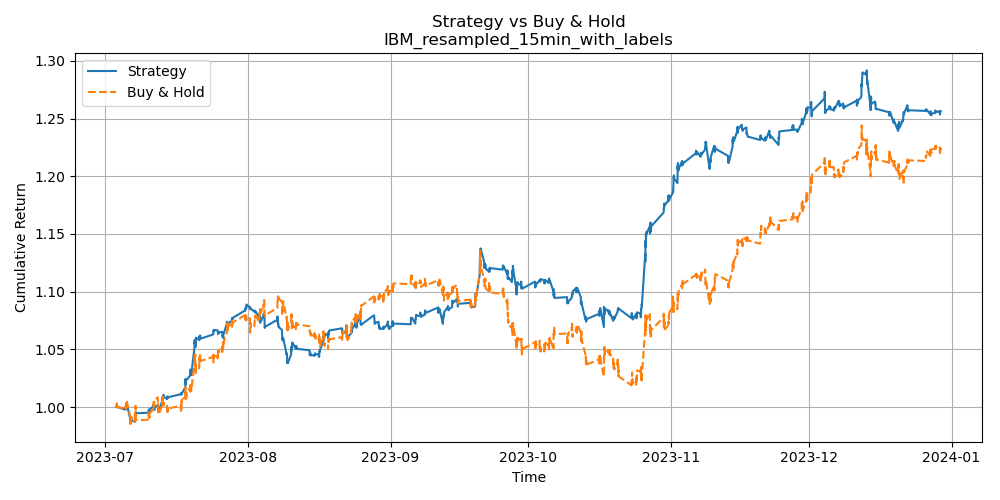 Strategy vs Buy & Hold
IBM_resampled_15min_with_labels
Strategy
Buy & Hold
Cumulative Return
1.30
1.25
1.20
1.15
1.10
1.05
1.00
2023-07 2023-08 2023-09 2023-10 2023-11 2023-12 2024-01
Time